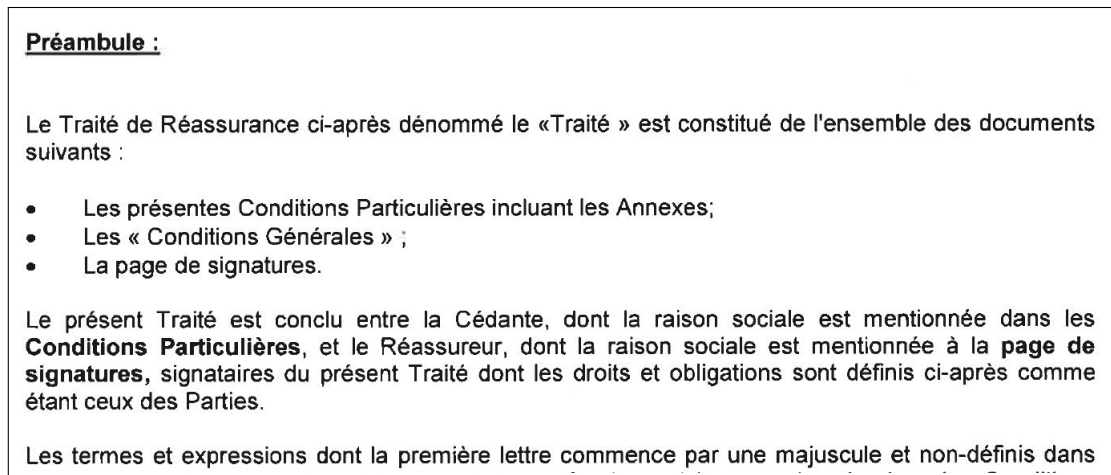 Préambule :
Le Traité de Réassurance ci-après dénommé le «Traité » est constitué de l'ensemble des documents
suivants :
• Les présentes Conditions Particulières incluant les Annexes;
• Les « Conditions Générales » ;
• La page de signatures.
Le présent Traité est conclu entre la Cédante, dont la raison sociale est mentionnée dans les
Conditions Particulières, et le Réassureur, dont la raison sociale est mentionnée à la page de
signatures, signataires du présent Traité dont les droits et obligations sont définis ci-après comme
étant ceux des Parties.
Les termes et expressions dont la première lettre commence par une majuscule et non-définis dans